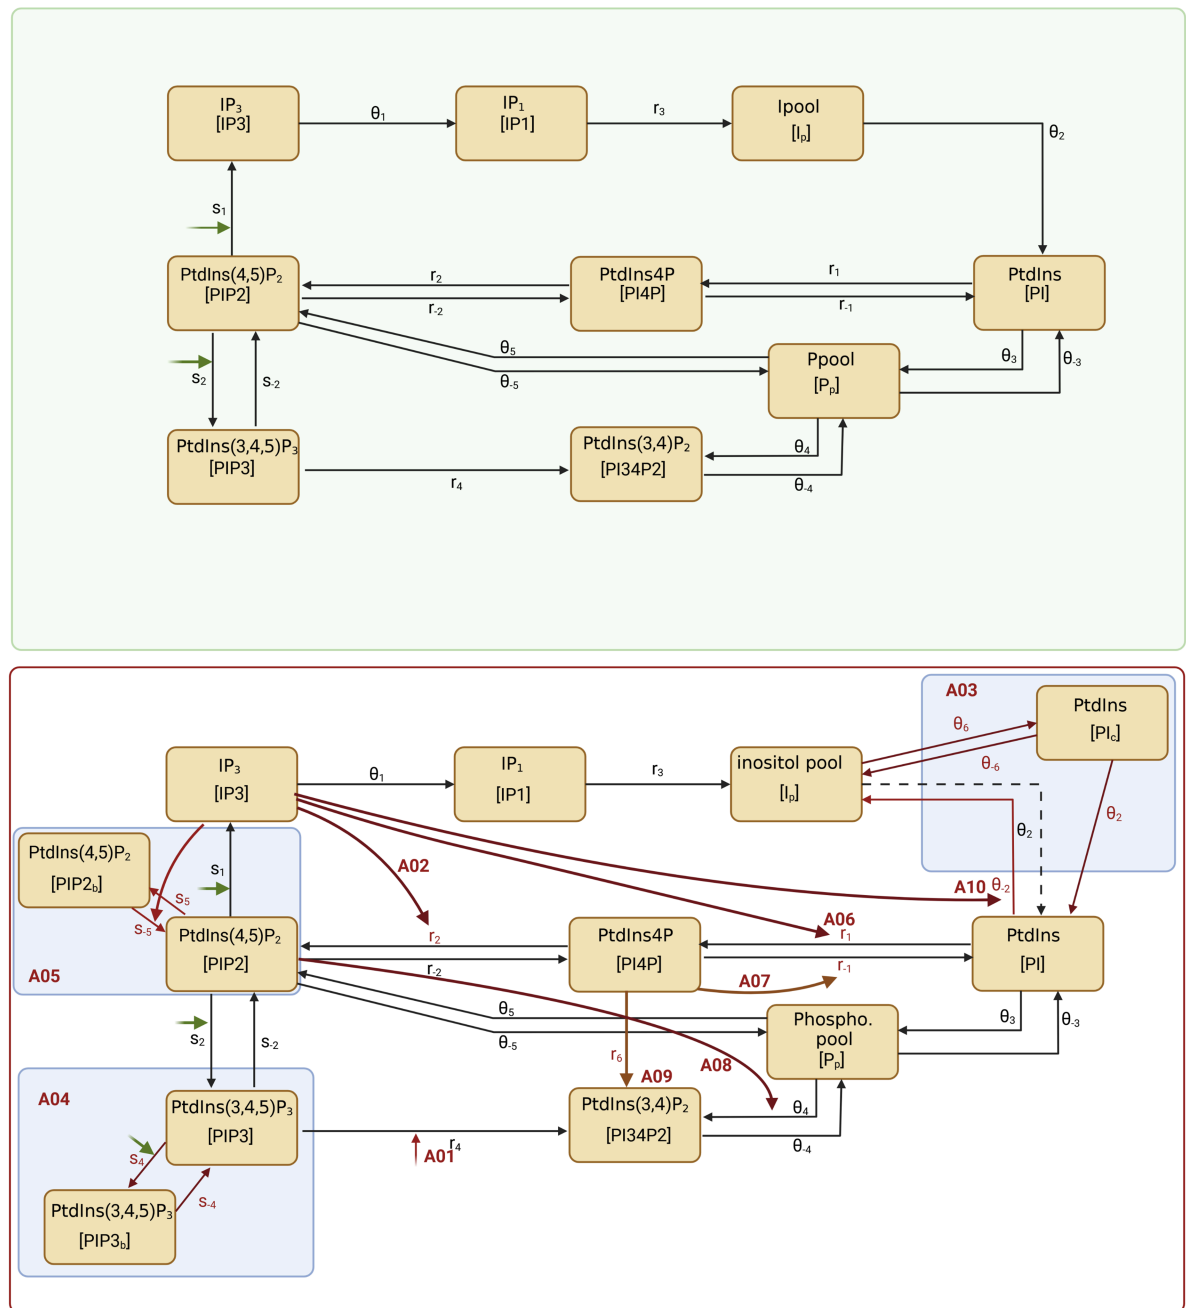 IP₃
[IP3]
θ₁
IP₁
[IP1]
r₃
Ipool
[Iₚ]
θ₂
s₁
PtdIns(4,5)P₂
[PIP2]
r₂
r₋₂
PtdIns4P
[PI4P]
r₁
r₋₁
PtdIns
[PI]
θ₅
θ₋₅
Ppool
[Pₚ]
θ₃
θ₋₃
s₂
s₋₂
PtdIns(3,4,5)P₃
[PIP3]
r₄
PtdIns(3,4)P₂
[PI34P2]
θ₄
θ₋₄
A03
PtdIns
[PI꜀]
θ₆
θ₋₆
θ₂
IP₃
[IP3]
θ₁
IP₁
[IP1]
r₃
inositol pool
[Iₚ]
θ₂
PtdIns(4,5)P₂
[PIP2b]
s₁
s₅
s₋₅
A05
A02
A10 θ₋₂
A06
PtdIns(4,5)P₂
[PIP2]
r₂
r₋₂
PtdIns4P
[PI4P]
r₁
r₋₁
A07
PtdIns
[PI]
θ₅
θ₋₅
Phospho.
pool
[Pₚ]
θ₃
θ₋₃
s₂
s₋₂
r₆
A08
A09
A04
PtdIns(3,4,5)P₃
[PIP3]
r₄
A01
PtdIns(3,4)P₂
[PI34P2]
θ₄
θ₋₄
s₄
s₋₄
PtdIns(3,4,5)P₃
[PIP3b]